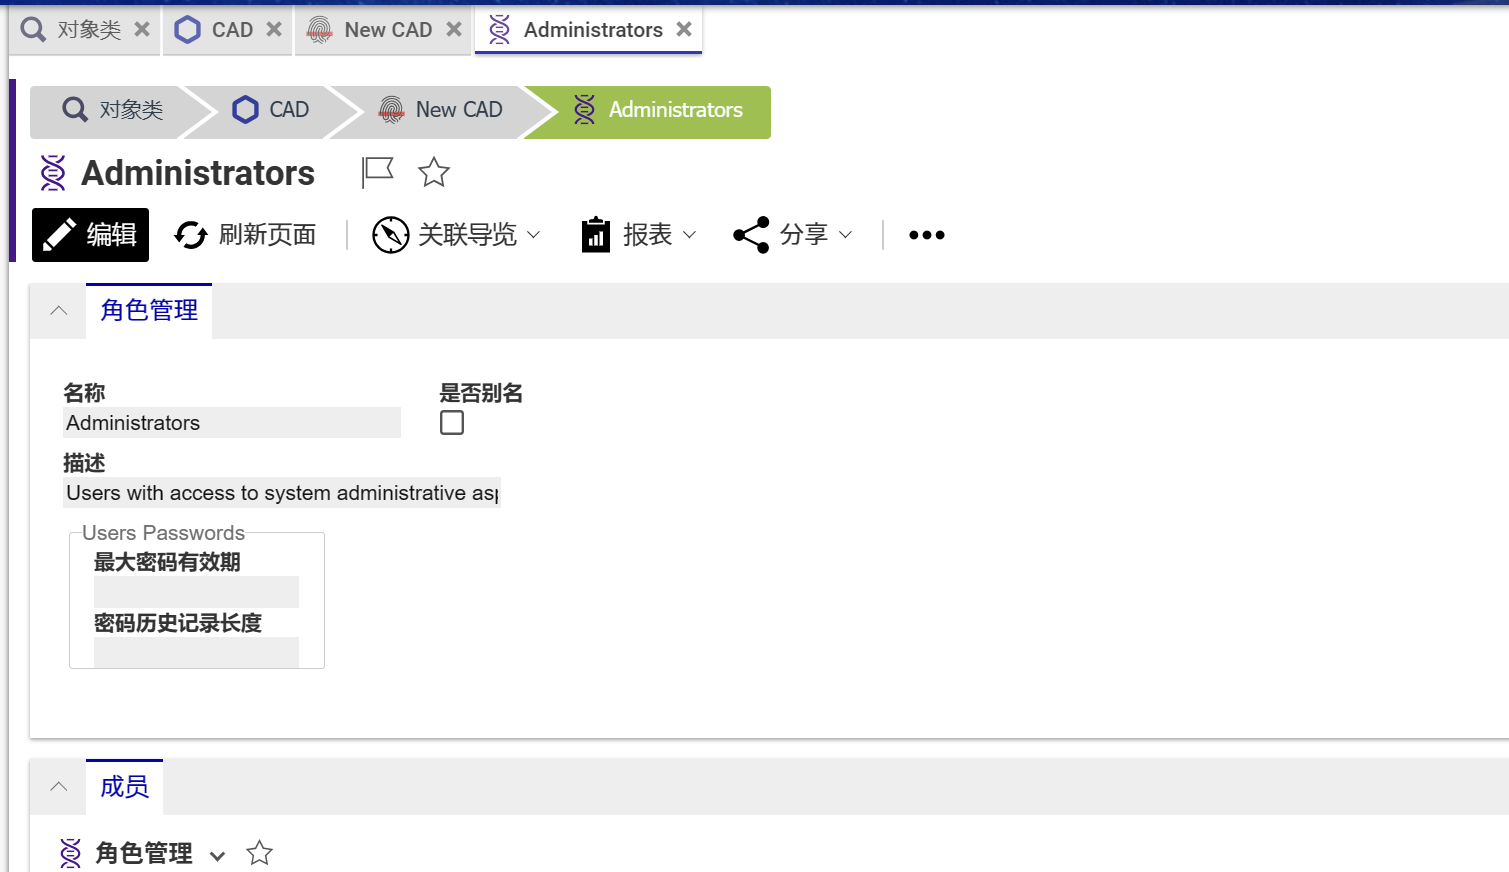 对象类 CAD New CAD Administrators
对象类 CAD New CAD Administrators
Administrators
编辑 刷新页面 关联导览 报表 分享
角色管理
名称 是否别名
Administrators
描述
Users with access to system administrative
Users Passwords
最大密码有效期
密码历史记录长度
成员
角色管理